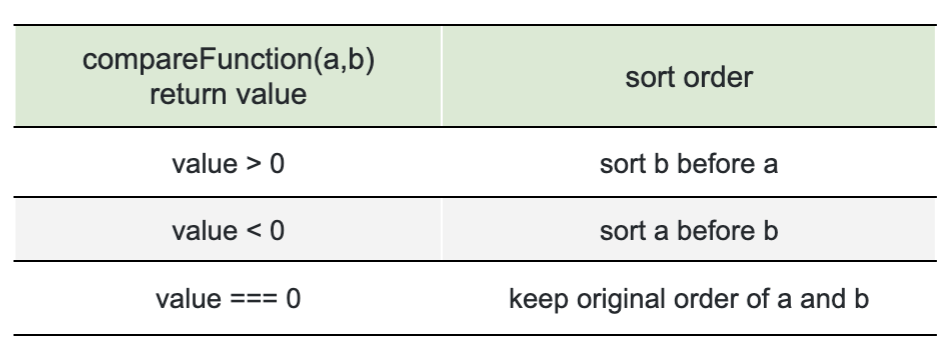 compareFunction(a,b)
return value
sort order
value > 0
sort b before a
value < 0
sort a before b
value === 0
keep original order of a and b